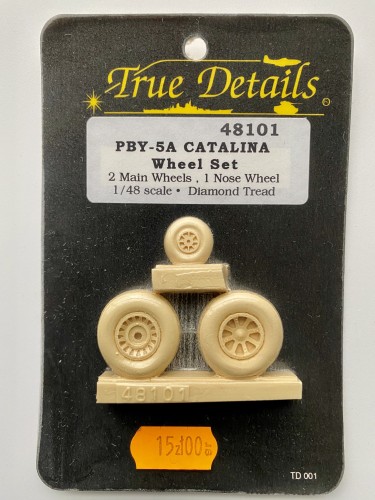 True Details
48101
PBY-5A CATALINA
Wheel Set
2 Main Wheels , 1 Nose Wheel
1/48 scale • Diamond Tread
48101
15zł00gr
TD 001